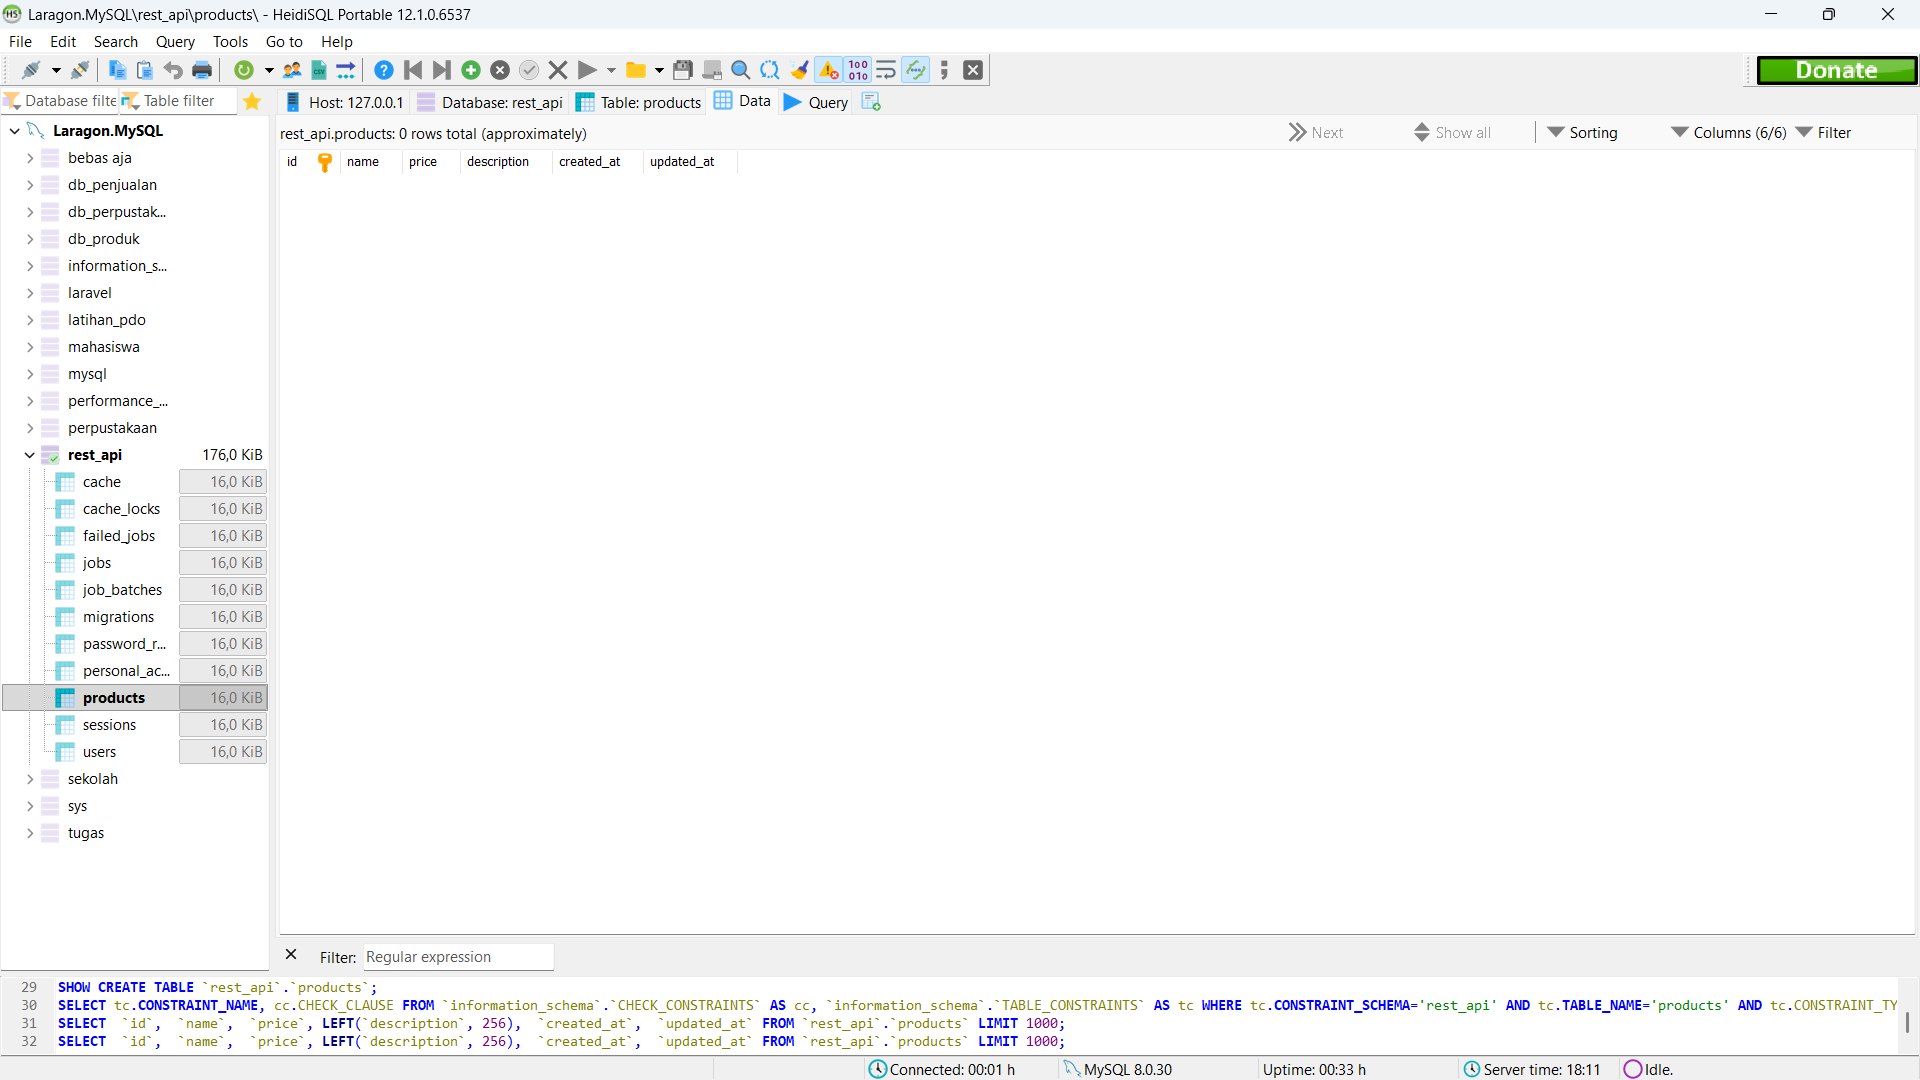 Laragon.MySQL\rest_api\products\ - HeidiSQL Portable 12.1.0.6537
File Edit Search Query Tools Go to Help
Donate
Database filte Table filter
Host: 127.0.0.1 Database: rest_api Table: products Data Query
rest_api.products: 0 rows total (approximately) Next Show all Sorting Columns (6/6) Filter
id name price description created_at updated_at
Laragon.MySQL
bebas aja
db_penjualan
db_perpustak...
db_produk
information_s...
laravel
latihan_pdo
mahasiswa
mysql
performance_...
perpustakaan
rest_api 176,0 KiB
cache 16,0 KiB
cache_locks 16,0 KiB
failed_jobs 16,0 KiB
jobs 16,0 KiB
job_batches 16,0 KiB
migrations 16,0 KiB
password_r... 16,0 KiB
personal_ac... 16,0 KiB
products 16,0 KiB
sessions 16,0 KiB
users 16,0 KiB
sekolah
sys
tugas
Filter: Regular expression
29 SHOW CREATE TABLE `rest_api`.`products`;
30 SELECT tc.CONSTRAINT_NAME, cc.CHECK_CLAUSE FROM `information_schema`.`CHECK_CONSTRAINTS` AS cc, `information_schema`.`TABLE_CONSTRAINTS` AS tc WHERE tc.CONSTRAINT_SCHEMA='rest_api' AND tc.TABLE_NAME='products' AND tc.CONSTRAINT_TY
31 SELECT `id`, `name`, `price`, LEFT(`description`, 256), `created_at`, `updated_at` FROM `rest_api`.`products` LIMIT 1000;
32 SELECT `id`, `name`, `price`, LEFT(`description`, 256), `created_at`, `updated_at` FROM `rest_api`.`products` LIMIT 1000;
Connected: 00:01 h MySQL 8.0.30 Uptime: 00:33 h Server time: 18:11 Idle.